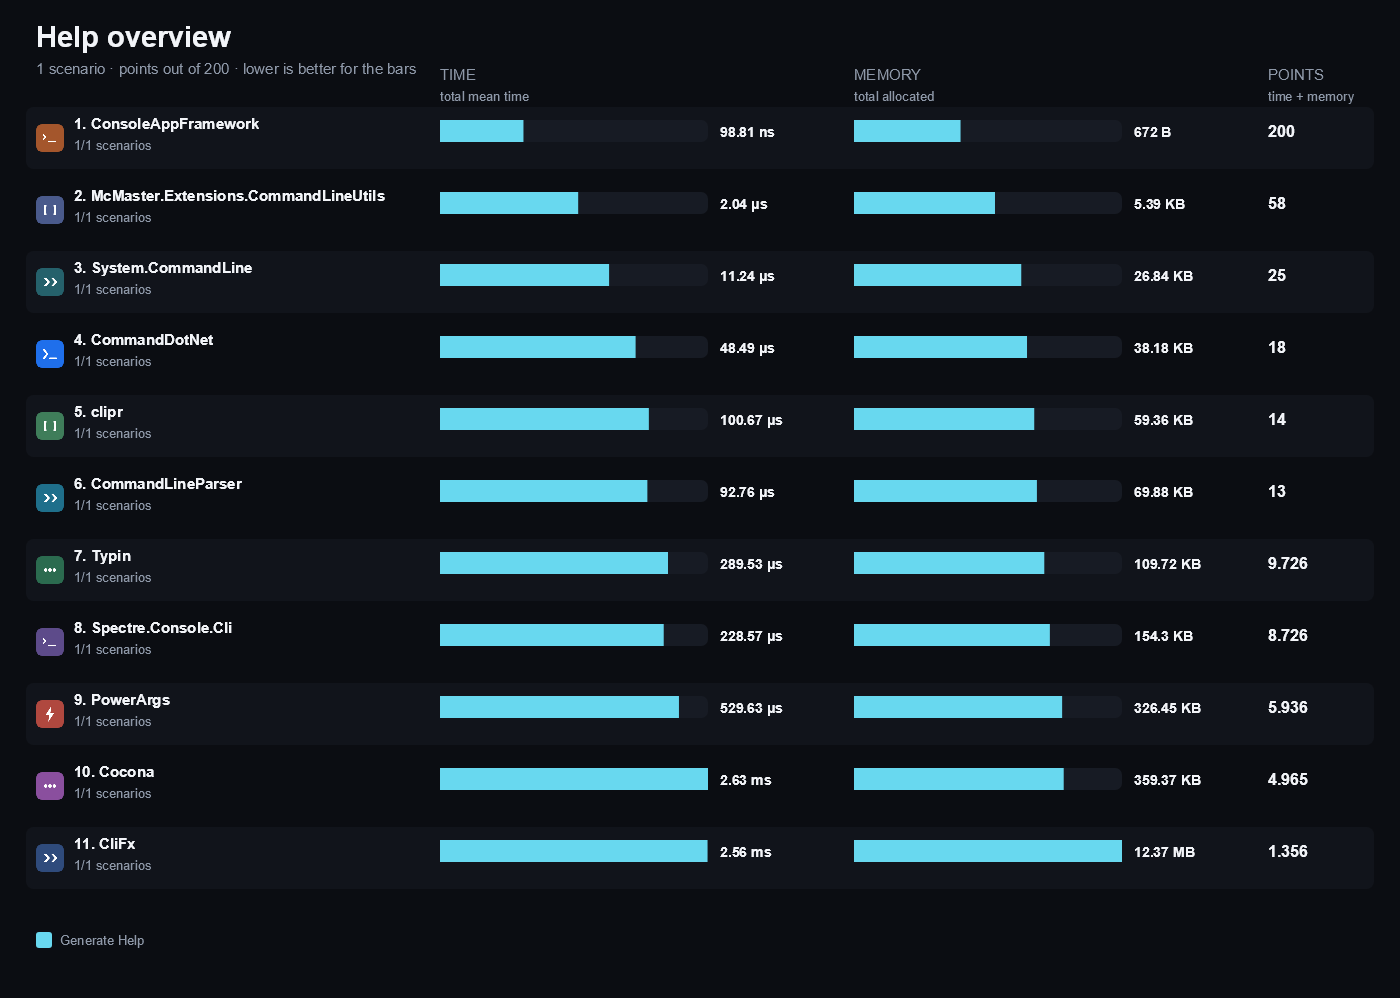 Help overview
1 scenario · points out of 200 · lower is better for the bars
TIME
total mean time
MEMORY
total allocated
POINTS
time + memory
>_
1. ConsoleAppFramework
1/1 scenarios
98.81 ns
672 B
200
[ ]
2. McMaster.Extensions.CommandLineUtils
1/1 scenarios
2.04 µs
5.39 KB
58
3. System.CommandLine
1/1 scenarios
11.24 µs
26.84 KB
25
>_
4. CommandDotNet
1/1 scenarios
48.49 µs
38.18 KB
18
[ ]
5. clipr
1/1 scenarios
100.67 µs
59.36 KB
14
6. CommandLineParser
1/1 scenarios
92.76 µs
69.88 KB
13
7. Typin
1/1 scenarios
289.53 µs
109.72 KB
9.726
>_
8. Spectre.Console.Cli
1/1 scenarios
228.57 µs
154.3 KB
8.726
9. PowerArgs
1/1 scenarios
529.63 µs
326.45 KB
5.936
10. Cocona
1/1 scenarios
2.63 ms
359.37 KB
4.965
11. CliFx
1/1 scenarios
2.56 ms
12.37 MB
1.356
Generate Help